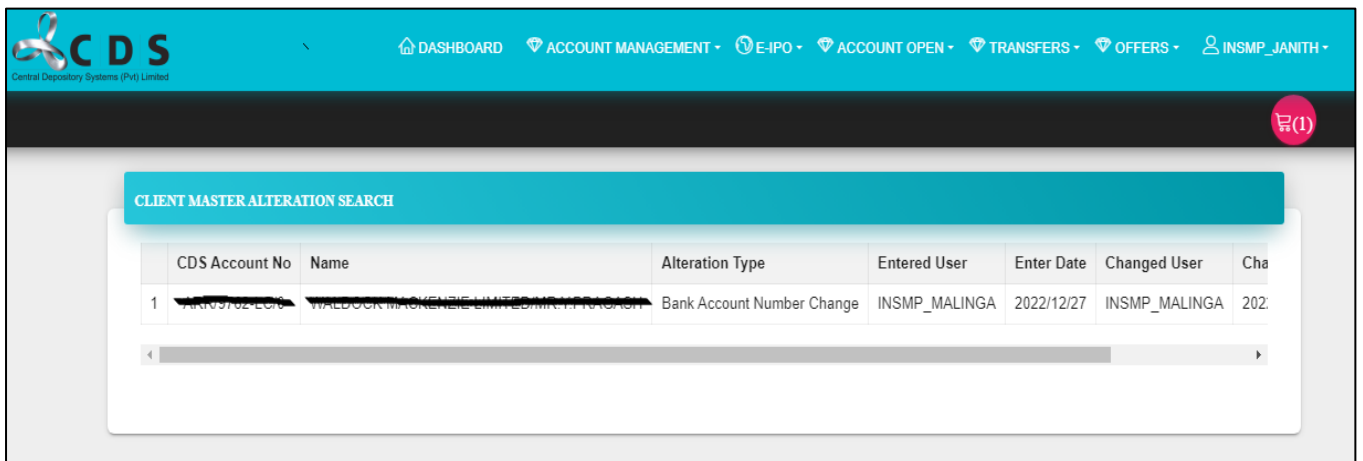 CDS
Central Depository Systems (Pvt) Limited
DASHBOARD ACCOUNT MANAGEMENT E-IPO ACCOUNT OPEN TRANSFERS OFFERS INSMP_JANITH
(1)
CLIENT MASTER ALTERATION SEARCH
CDS Account No Name Alteration Type Entered User Enter Date Changed User Cha
1 Bank Account Number Change INSMP_MALINGA 2022/12/27 INSMP_MALINGA 202